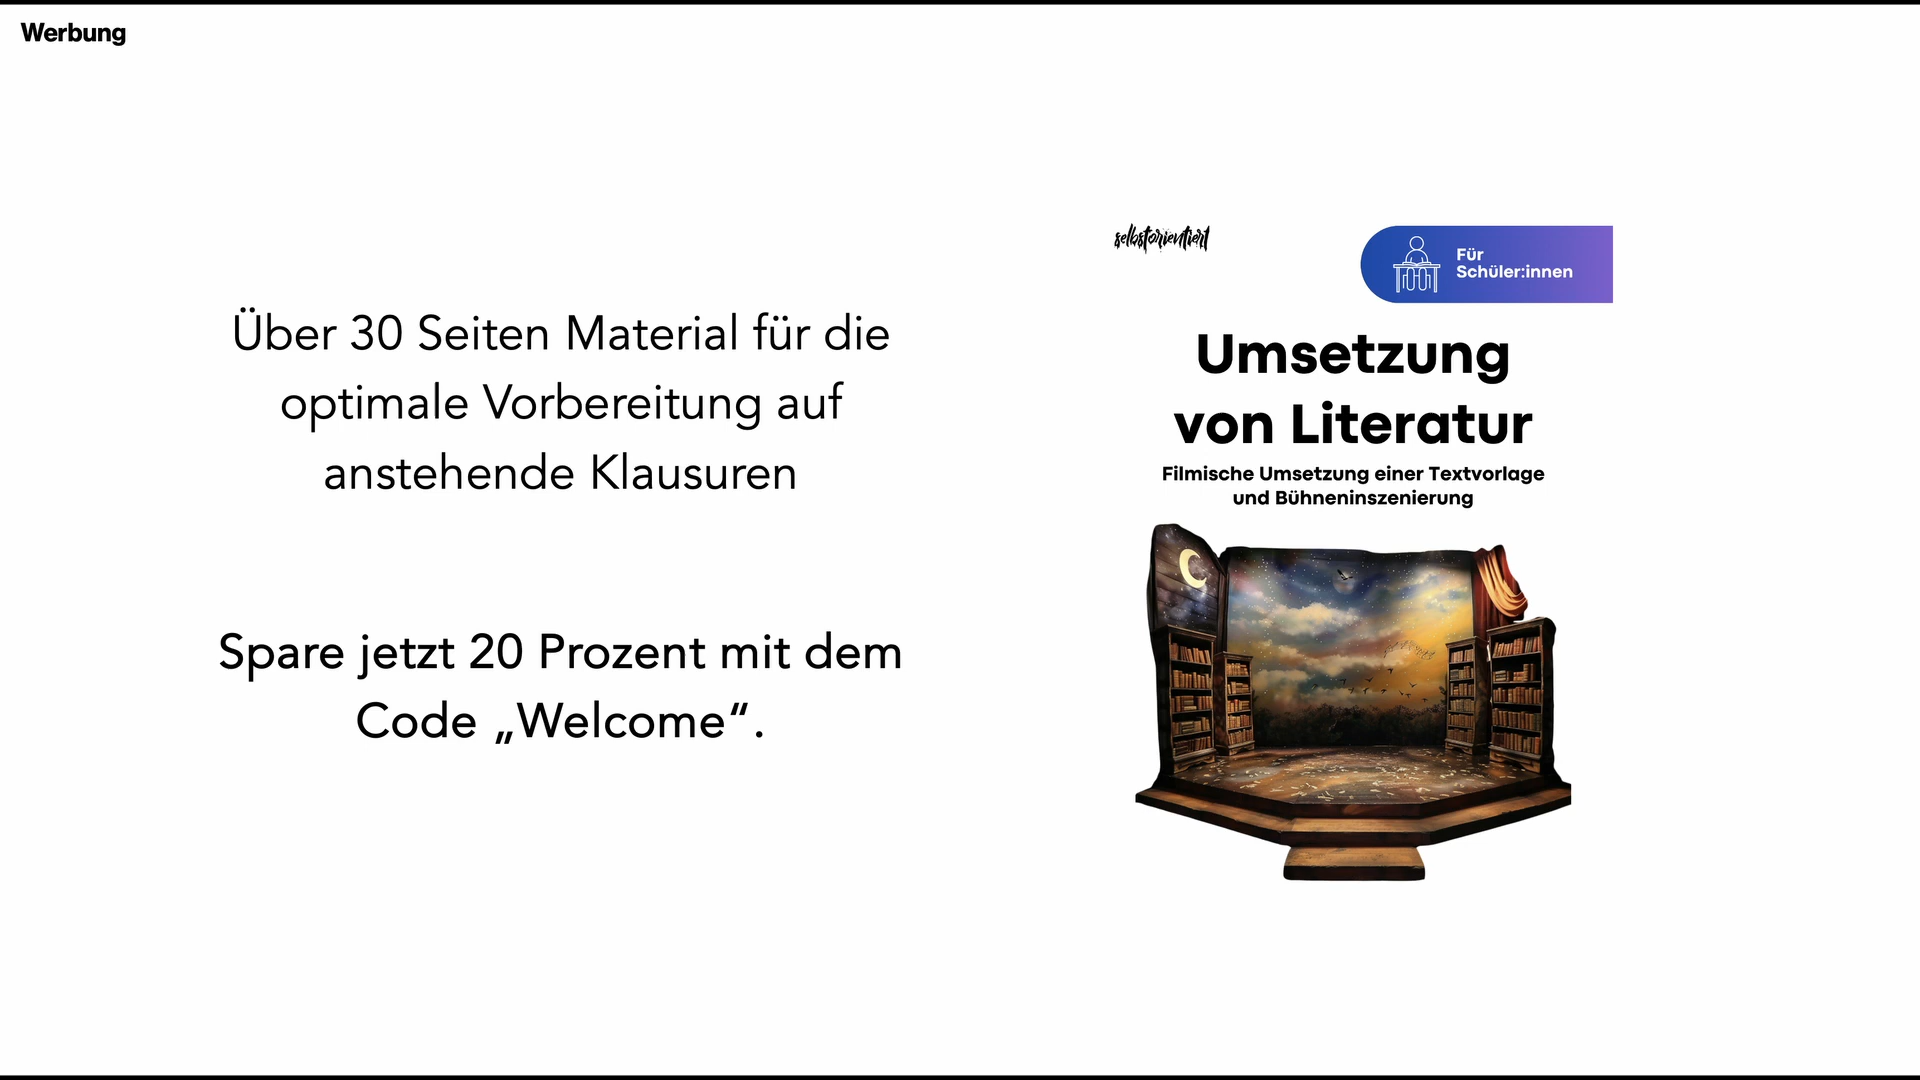 Werbung
Über 30 Seiten Material für die
optimale Vorbereitung auf
anstehende Klausuren
Spare jetzt 20 Prozent mit dem
Code „Welcome“.
selbstorientiert
Für
Schüler:innen
Umsetzung
von Literatur
Filmische Umsetzung einer Textvorlage
und Bühneninszenierung